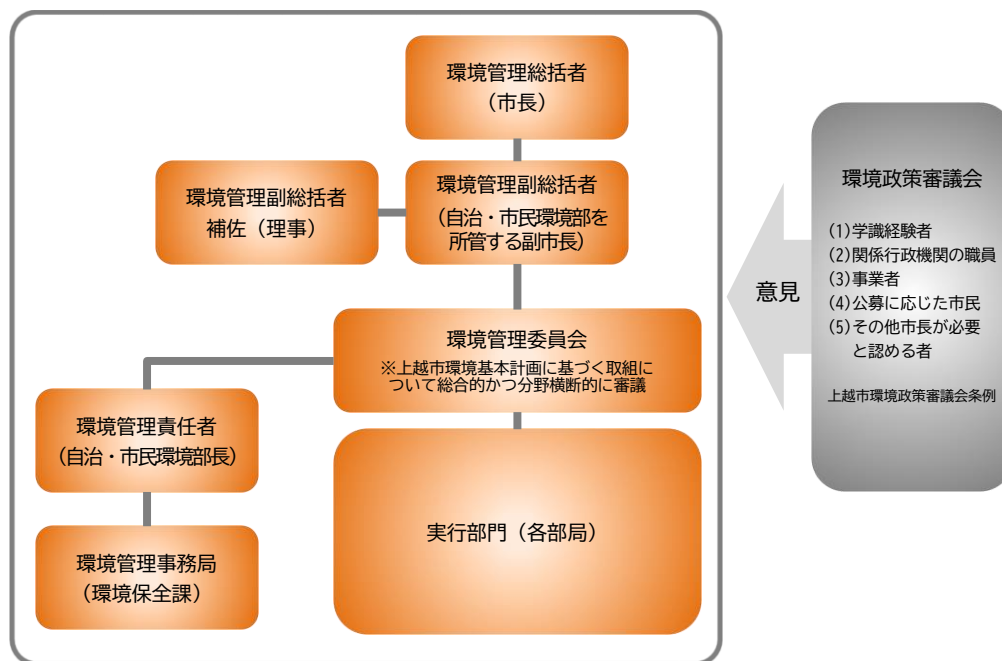 環境管理総括者
（市長）
環境管理副総括者
補佐（理事）
環境管理副総括者
（自治・市民環境部を
所管する副市長）
環境管理委員会
※上越市環境基本計画に基づく取組に
ついて総合的かつ分野横断的に審議
環境管理責任者
（自治・市民環境部長）
環境管理事務局
（環境保全課）
実行部門（各部局）
意見
環境政策審議会
(1)学識経験者
(2)関係行政機関の職員
(3)事業者
(4)公募に応じた市民
(5)その他市長が必要
と認める者
上越市環境政策審議会条例